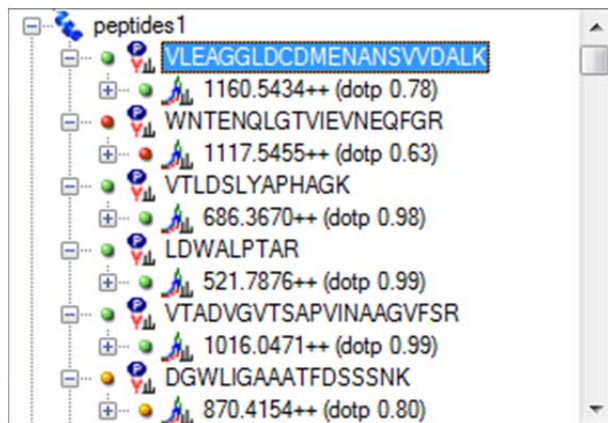 peptides1
VLEAGGLDCDMENANSVVDALK
1160.5434++ (dotp 0.78)
WNTENQLGTVIEVNEQFGR
1117.5455++ (dotp 0.63)
VTLDSLYAPHAGK
686.3670++ (dotp 0.98)
LDWALPTAR
521.7876++ (dotp 0.99)
VTADVGVTSAPVINAAGVFSR
1016.0471++ (dotp 0.99)
DGWLIGAAATFDSSSNK
870.4154++ (dotp 0.80)